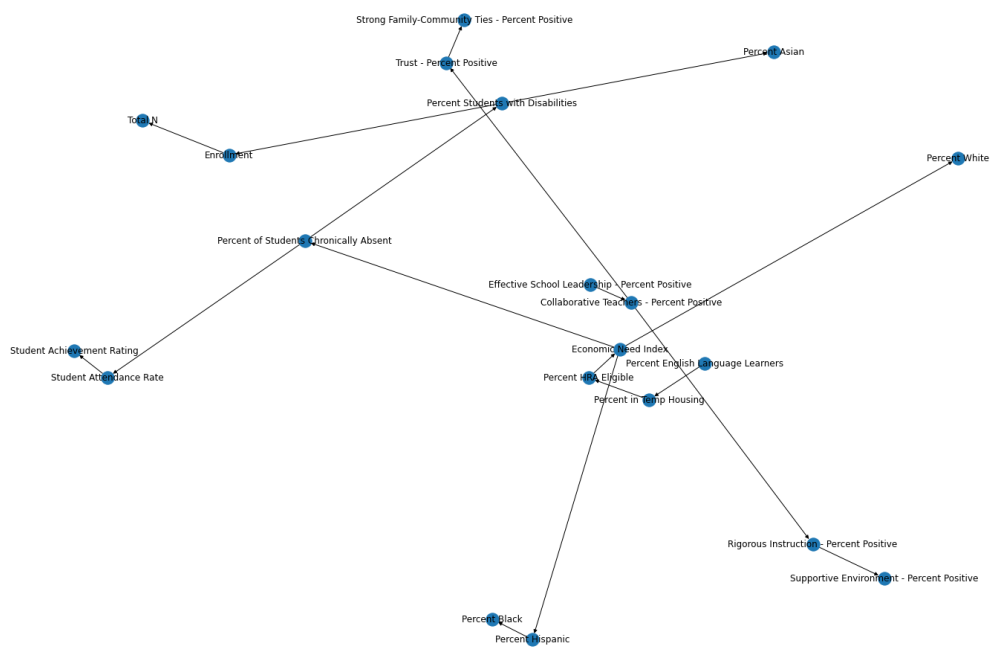 Strong Family-Community Ties - Percent Positive
Percent Asian
Trust - Percent Positive
Percent Students with Disabilities
Total N
Enrollment
Percent White
Percent of Students Chronically Absent
Effective School Leadership - Percent Positive
Collaborative Teachers - Percent Positive
Student Achievement Rating
Economic Need Index
Percent English Language Learners
Student Attendance Rate
Percent HRA Eligible
Percent in Temp Housing
Rigorous Instruction - Percent Positive
Supportive Environment - Percent Positive
Percent Black
Percent Hispanic